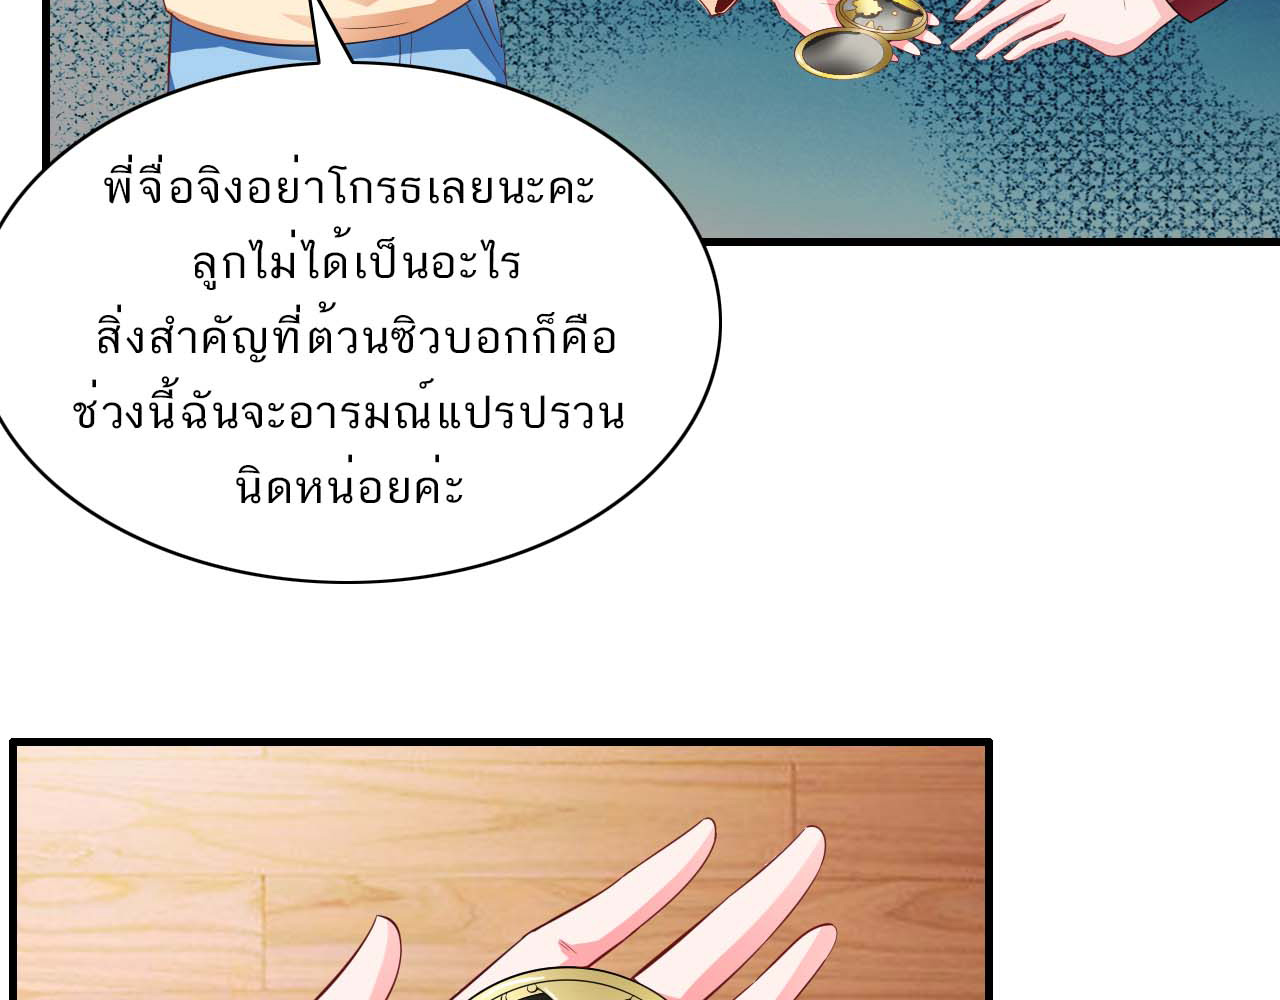 พี่จื่อจิงอย่าโกรธเลยนะคะ
ลูกไม่ได้เป็นอะไร
สิ่งสำคัญที่ต้วนซิวบอกก็คือ
ช่วงนี้ฉันจะอารมณ์แปรปรวน
นิดหน่อยค่ะ